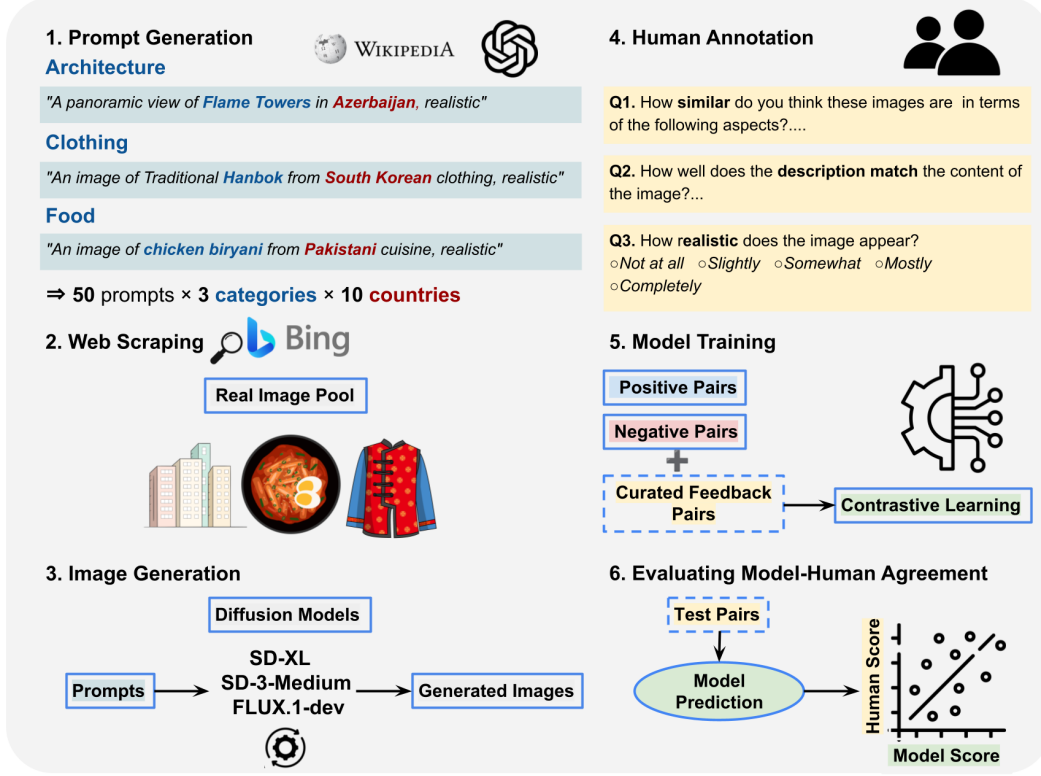 1. Prompt Generation
WIKIPEDIA
Architecture
"A panoramic view of Flame Towers in Azerbaijan, realistic"
Clothing
"An image of Traditional Hanbok from South Korean clothing, realistic"
Food
"An image of chicken biryani from Pakistani cuisine, realistic"
⇒ 50 prompts × 3 categories × 10 countries
2. Web Scraping
Bing
Real Image Pool
3. Image Generation
Diffusion Models
Prompts
SD-XL
SD-3-Medium
FLUX.1-dev
Generated Images
4. Human Annotation
Q1. How similar do you think these images are in terms
of the following aspects?....
Q2. How well does the description match the content of
the image?...
Q3. How realistic does the image appear?
○Not at all ○Slightly ○Somewhat ○Mostly
○Completely
5. Model Training
Positive Pairs
Negative Pairs
+
Curated Feedback
Pairs
Contrastive Learning
6. Evaluating Model-Human Agreement
Test Pairs
Model
Prediction
Human Score
Model Score